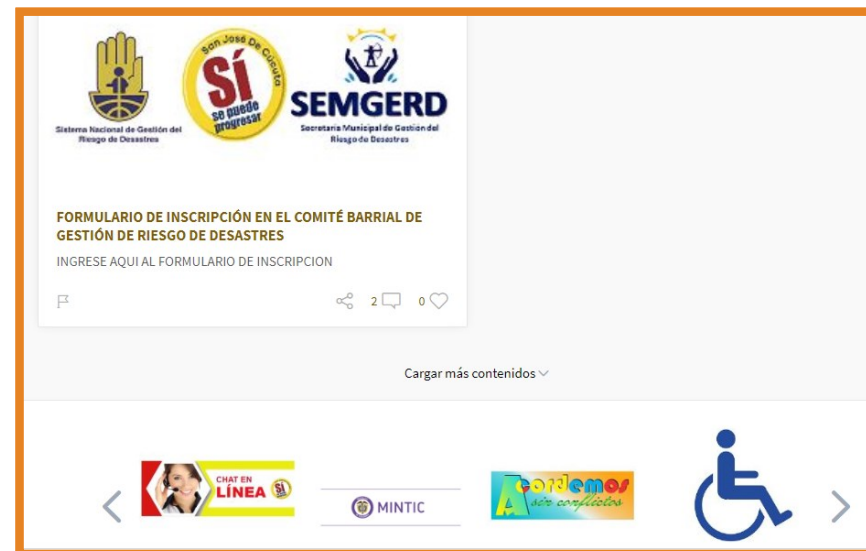 San José De Cúcuta
SÍ
se puede
progresar
SEMGERD
Sistema Nacional de Gestión del
Riesgo de Desastres
Secretaría Municipal de Gestión del
Riesgo de Desastres
FORMULARIO DE INSCRIPCIÓN EN EL COMITÉ BARRIAL DE
GESTIÓN DE RIESGO DE DESASTRES
INGRESE AQUI AL FORMULARIO DE INSCRIPCION
2 0
Cargar más contenidos
CHAT EN
LÍNEA SÍ
MINTIC
Acordemos
sin conflictos